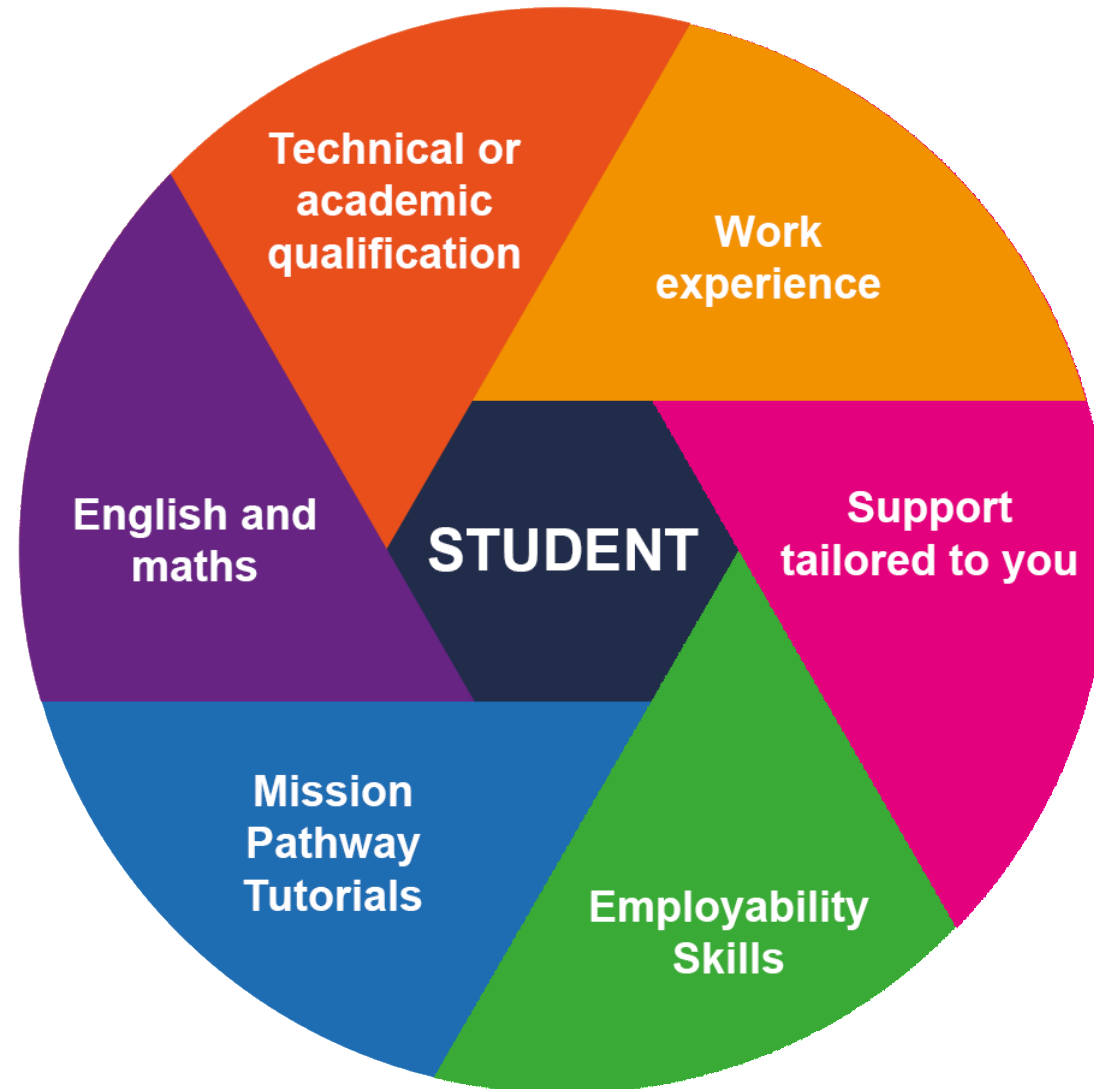 Technical or
academic
qualification
Work
experience
Support
tailored to you
Employability
Skills
Mission
Pathway
Tutorials
English and
maths
STUDENT